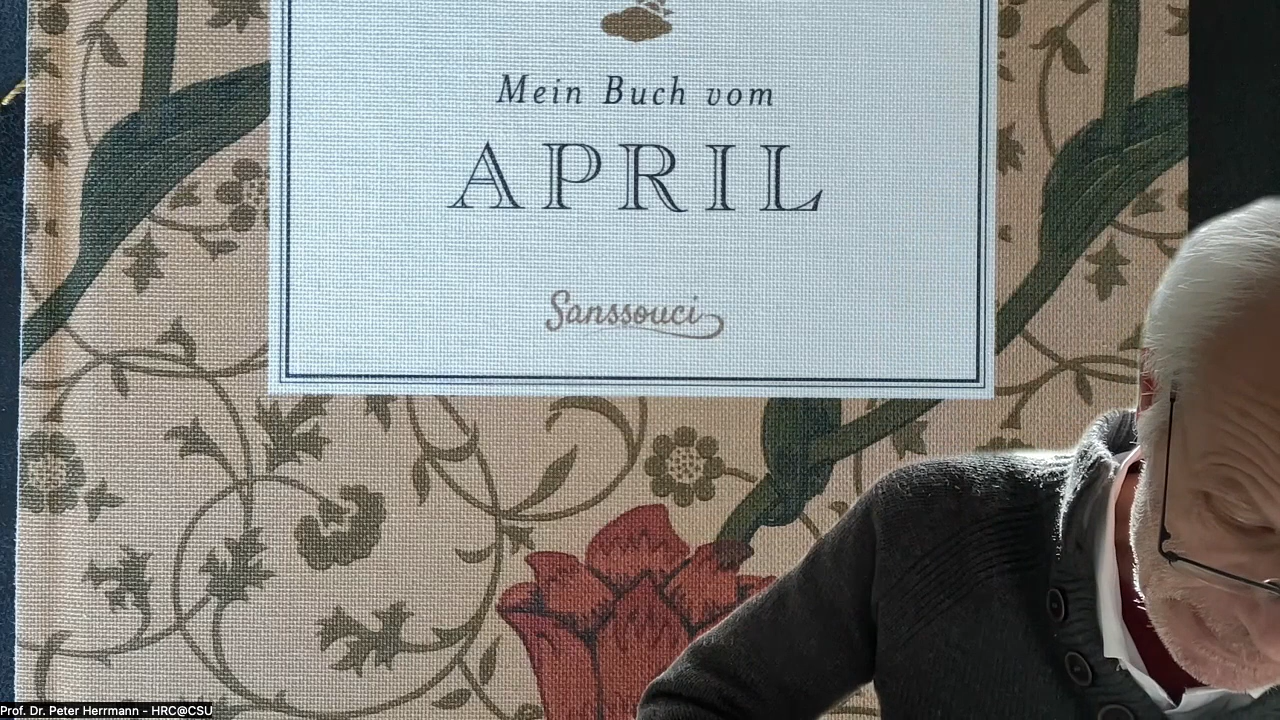 Mein Buch vom
APRIL
Sanssouci
Prof. Dr. Peter Herrmann - HRC@CSU